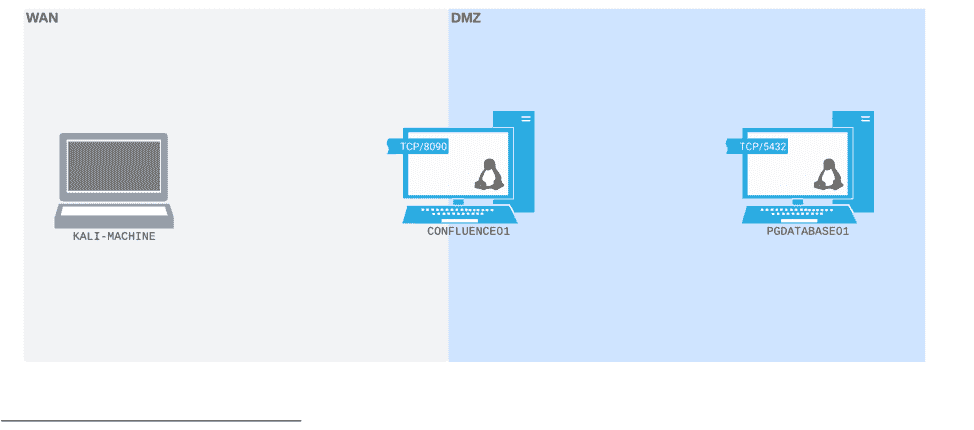 WAN
DMZ
TCP/8090
TCP/5432
KALI-MACHINE
CONFLUENCE01
PGDATABASE01